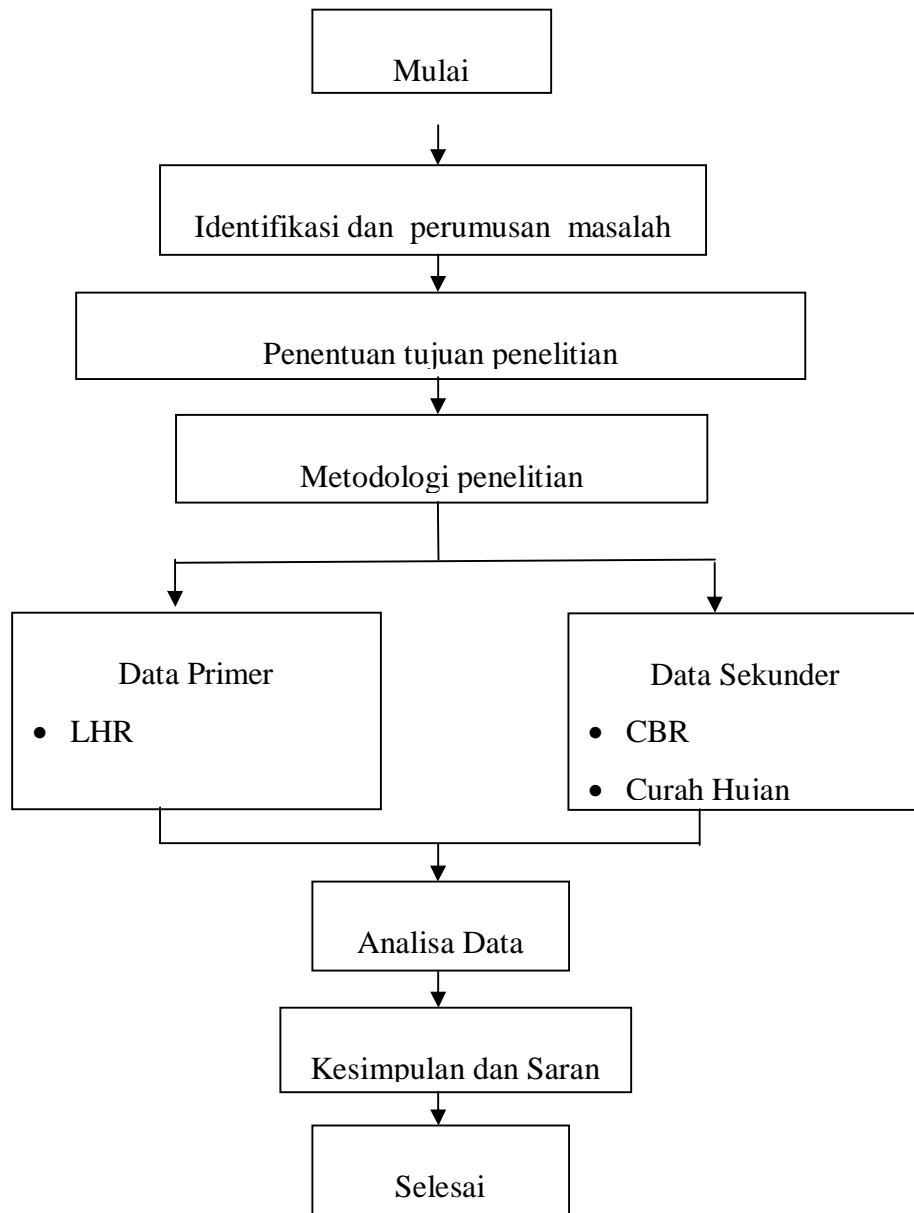 Mulai
Identifikasi dan perumusan masalah
Penentuan tujuan penelitian
Metodologi penelitian
Data Primer
• LHR
Data Sekunder
• CBR
• Curah Hujan
Analisa Data
Kesimpulan dan Saran
Selesai